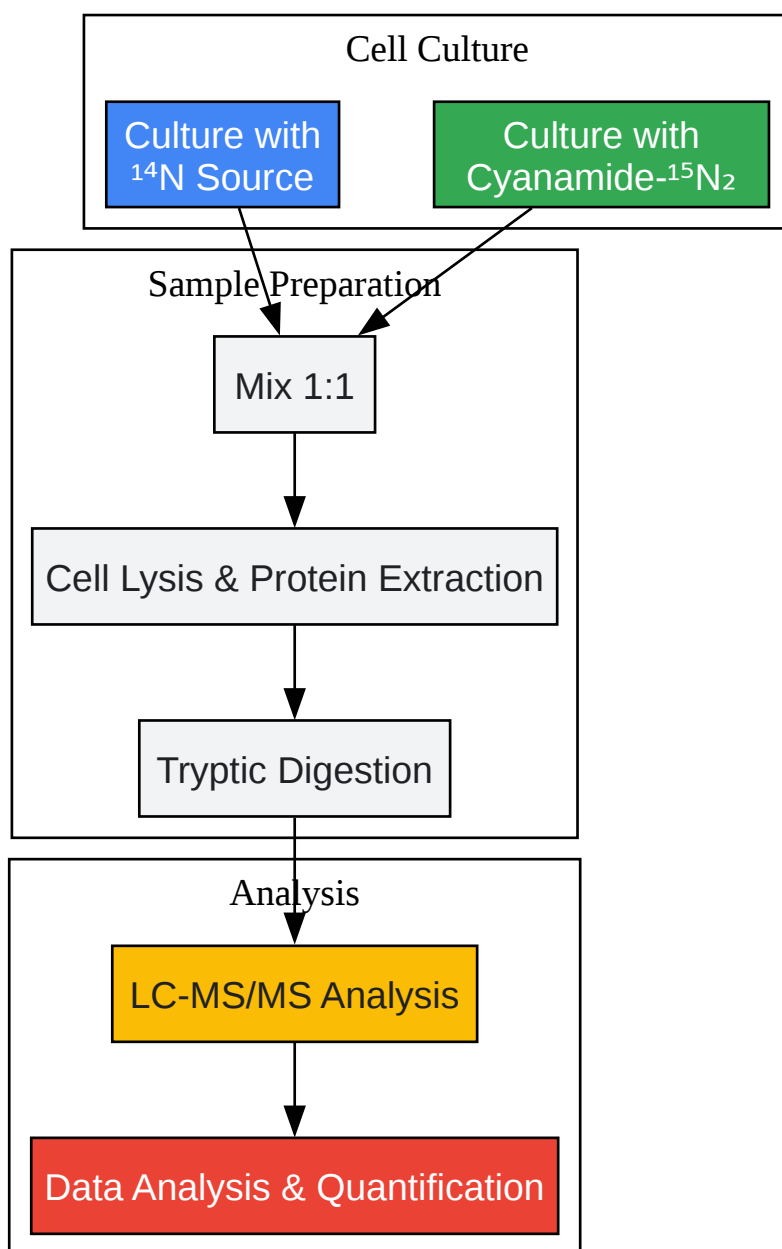 Cell Culture
Culture with
¹⁴N Source
Culture with
Cyanamide-¹⁵N₂
Sample Preparation
Mix 1:1
Cell Lysis & Protein Extraction
Tryptic Digestion
Analysis
LC-MS/MS Analysis
Data Analysis & Quantification